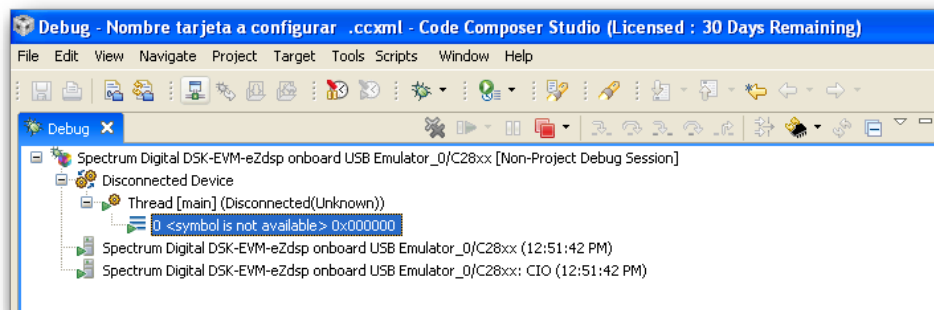 Debug - Nombre tarjeta a configurar .ccxml - Code Composer Studio (Licensed : 30 Days Remaining)
File Edit View Navigate Project Target Tools Scripts Window Help
Debug
Spectrum Digital DSK-EVM-eZdsp onboard USB Emulator_0/C28xx [Non-Project Debug Session]
Disconnected Device
Thread [main] (Disconnected(Unknown))
0 <symbol is not available> 0x000000
Spectrum Digital DSK-EVM-eZdsp onboard USB Emulator_0/C28xx (12:51:42 PM)
Spectrum Digital DSK-EVM-eZdsp onboard USB Emulator_0/C28xx: CIO (12:51:42 PM)